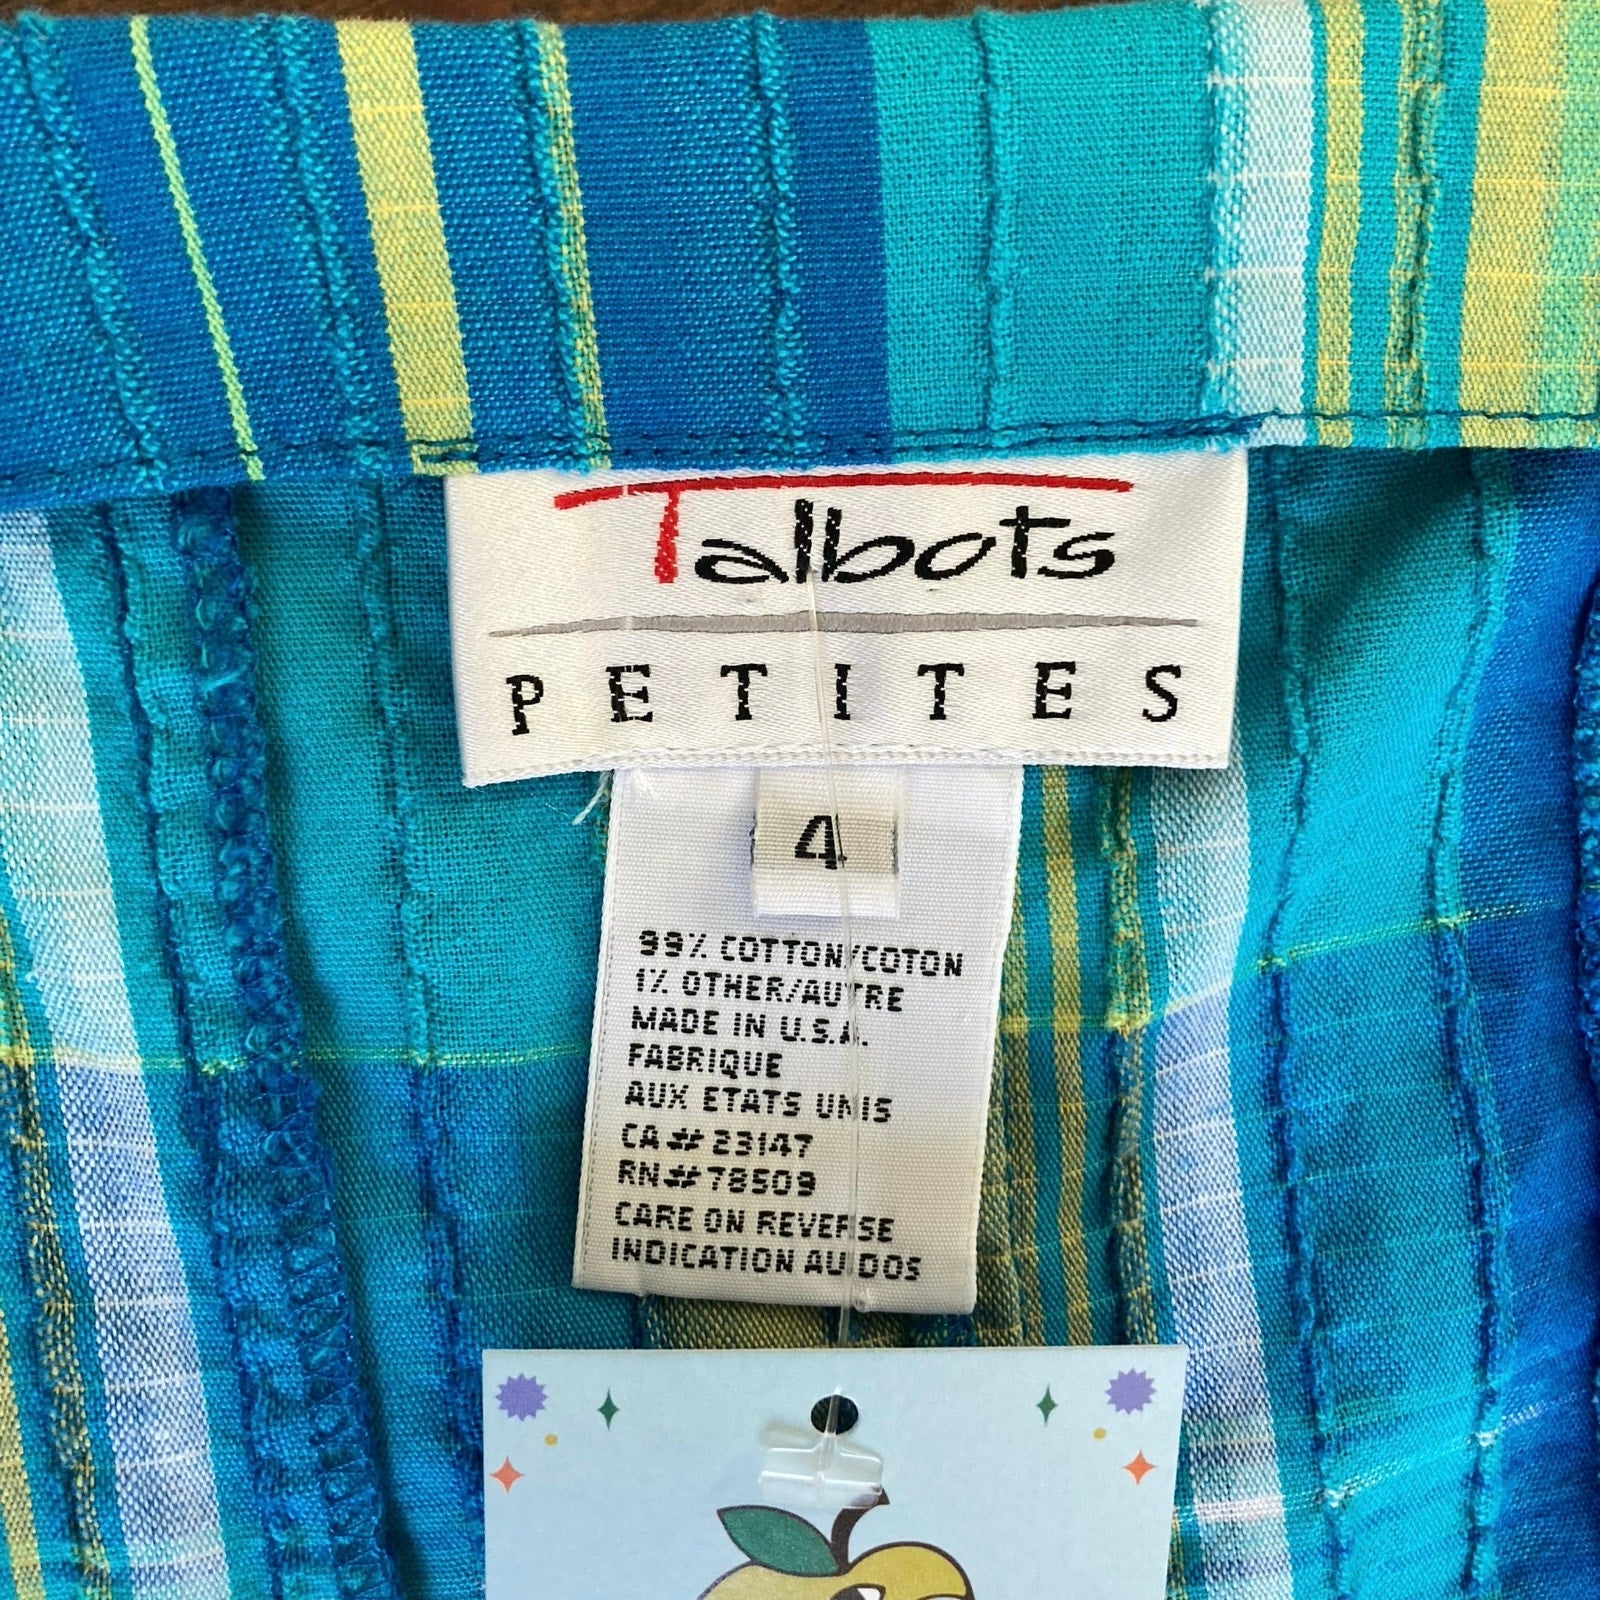 Talbots
PETITES
4
99% COTTON/COTON
1% OTHER/AUTRE
MADE IN U.S.A.
FABRIQUE
AUX ETATS UNIS
CA# 23147
RN# 78509
CARE ON REVERSE
INDICATION AU DOS